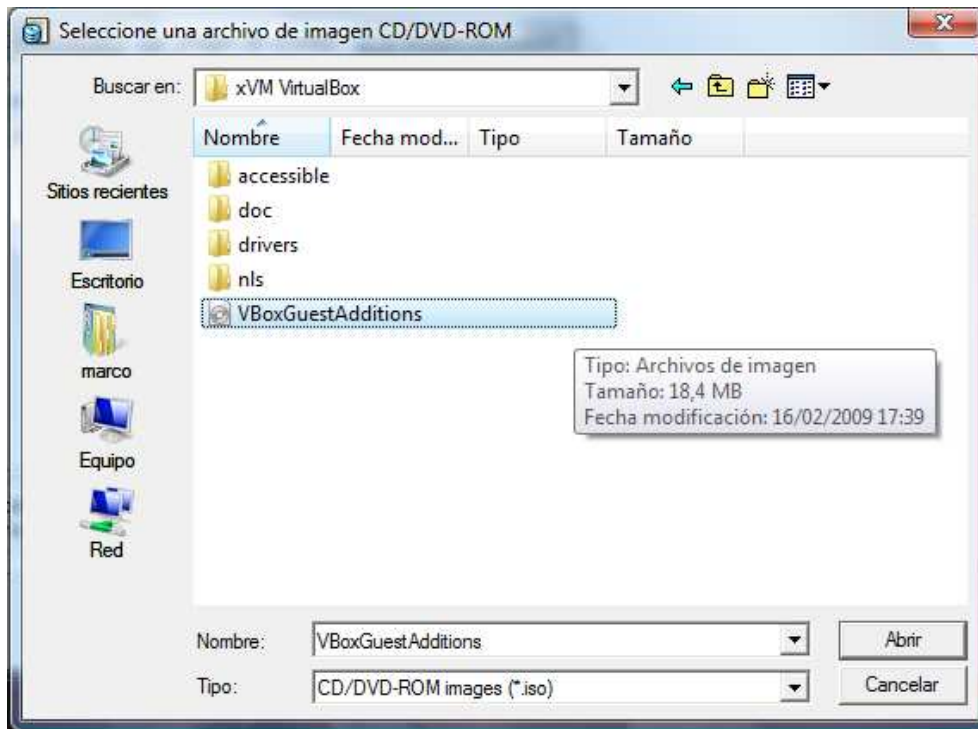 Seleccione una archivo de imagen CD/DVD-ROM
Buscar en: xVM VirtualBox
Nombre Fecha mod... Tipo Tamaño
Sitios recientes
Escritorio
marco
Equipo
Red
accessible
doc
drivers
nls
VBoxGuestAdditions
Tipo: Archivos de imagen
Tamaño: 18,4 MB
Fecha modificación: 16/02/2009 17:39
Nombre: VBoxGuestAdditions Abrir
Tipo: CD/DVD-ROM images (*.iso) Cancelar